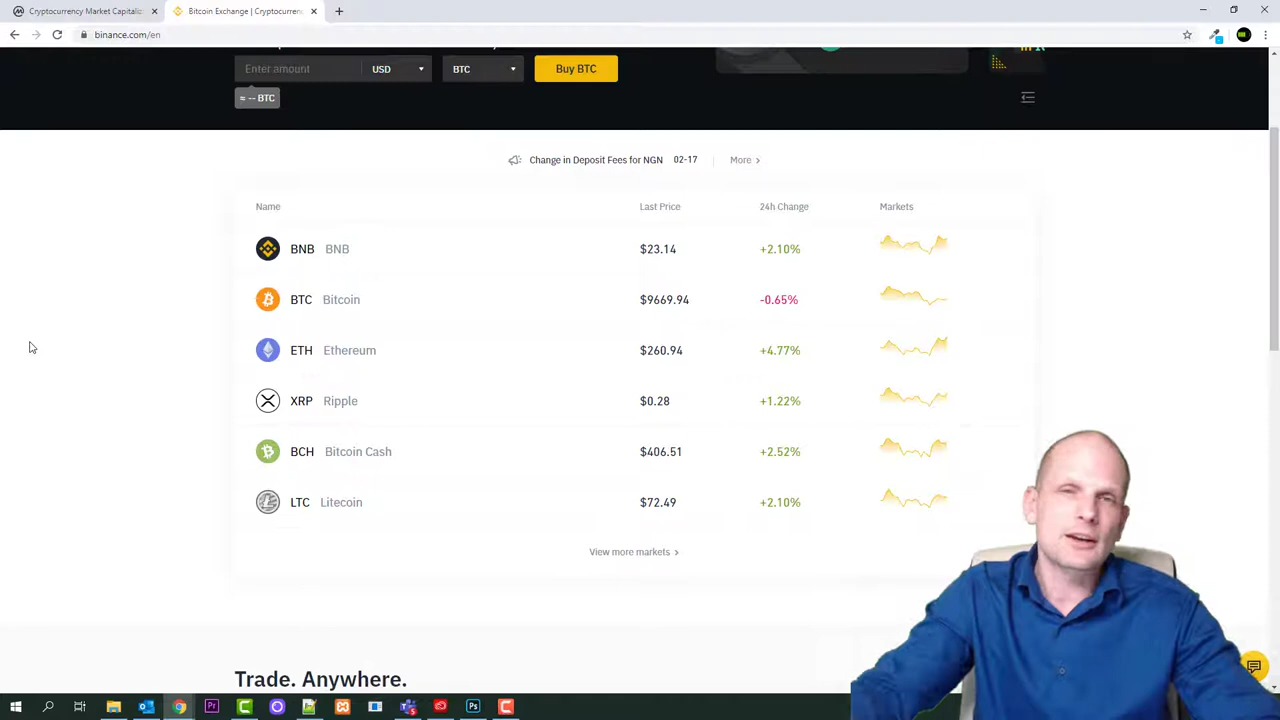 Cryptocurrency Market Capitaliz
Bitcoin Exchange | Cryptocurrenc
binance.com/en
Enter amount
USD
BTC
Buy BTC
≈ -- BTC
Change in Deposit Fees for NGN 02-17 More
Name Last Price 24h Change Markets
BNB BNB $23.14 +2.10%
BTC Bitcoin $9669.94 -0.65%
ETH Ethereum $260.94 +4.77%
XRP Ripple $0.28 +1.22%
BCH Bitcoin Cash $406.51 +2.52%
LTC Litecoin $72.49 +2.10%
View more markets
Trade. Anywhere.
Pr
Ps